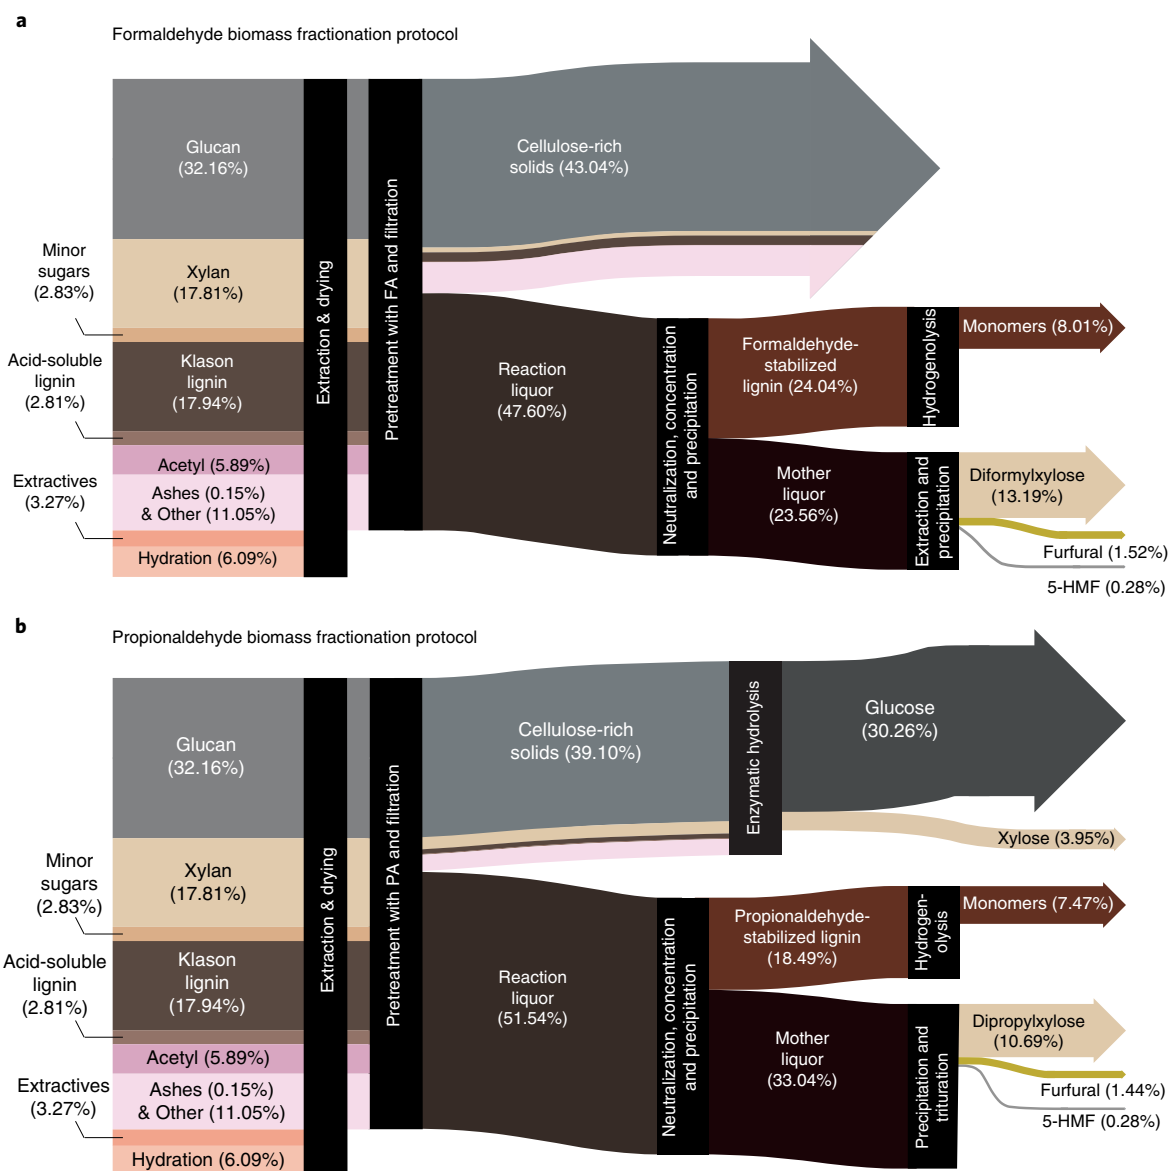 a
Formaldehyde biomass fractionation protocol
Glucan
(32.16%)
Minor
sugars
(2.83%)
Xylan
(17.81%)
Acid-soluble
lignin
(2.81%)
Klason
lignin
(17.94%)
Extractives
(3.27%)
Acetyl (5.89%)
Ashes (0.15%)
& Other (11.05%)
Hydration (6.09%)
Extraction & drying
Pretreatment with FA and filtration
Cellulose-rich
solids (43.04%)
Reaction
liquor
(47.60%)
Neutralization, concentration
and precipitation
Formaldehyde-
stabilized
lignin (24.04%)
Mother
liquor
(23.56%)
Hydrogenolysis
Extraction and
precipitation
Monomers (8.01%)
Diformylxylose
(13.19%)
Furfural (1.52%)
5-HMF (0.28%)
b
Propionaldehyde biomass fractionation protocol
Glucan
(32.16%)
Minor
sugars
(2.83%)
Xylan
(17.81%)
Acid-soluble
lignin
(2.81%)
Klason
lignin
(17.94%)
Extractives
(3.27%)
Acetyl (5.89%)
Ashes (0.15%)
& Other (11.05%)
Hydration (6.09%)
Extraction & drying
Pretreatment with PA and filtration
Cellulose-rich
solids (39.10%)
Reaction
liquor
(51.54%)
Enzymatic hydrolysis
Glucose
(30.26%)
Xylose (3.95%)
Neutralization, concentration
and precipitation
Propionaldehyde-
stabilized lignin
(18.49%)
Mother
liquor
(33.04%)
Hydrogen-
olysis
Precipitation and
trituration
Monomers (7.47%)
Dipropylxylose
(10.69%)
Furfural (1.44%)
5-HMF (0.28%)